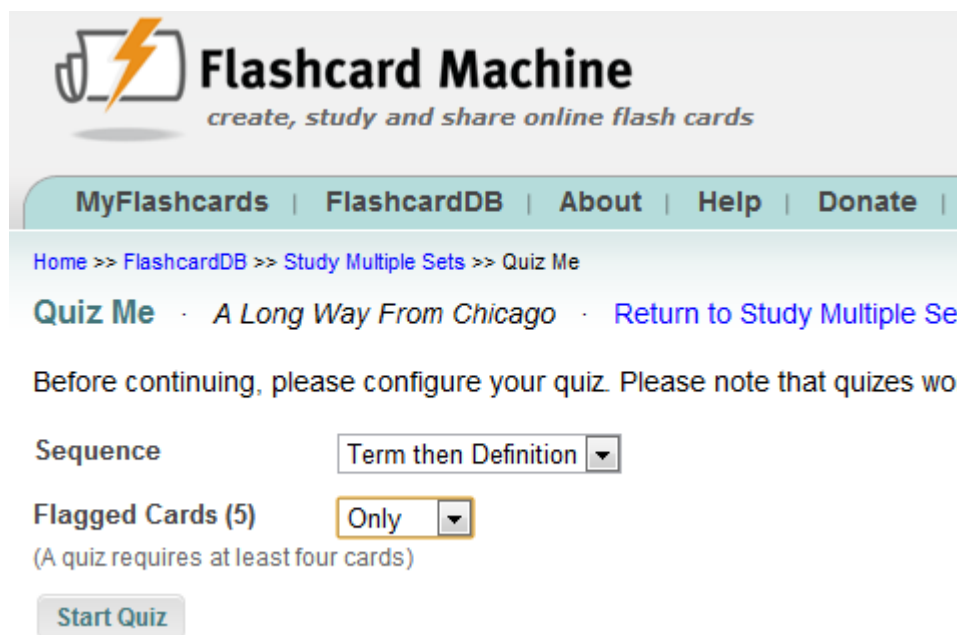 Flashcard Machine
create, study and share online flash cards
MyFlashcards | FlashcardDB | About | Help | Donate |
Home >> FlashcardDB >> Study Multiple Sets >> Quiz Me
Quiz Me · A Long Way From Chicago · Return to Study Multiple Se
Before continuing, please configure your quiz. Please note that quizes wo
Sequence Term then Definition
Flagged Cards (5) Only
(A quiz requires at least four cards)
Start Quiz